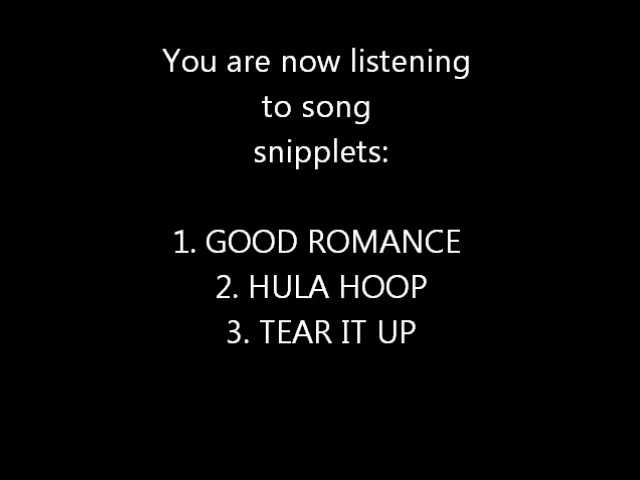 You are now listening
to song
snipplets:
1. GOOD ROMANCE
2. HULA HOOP
3. TEAR IT UP